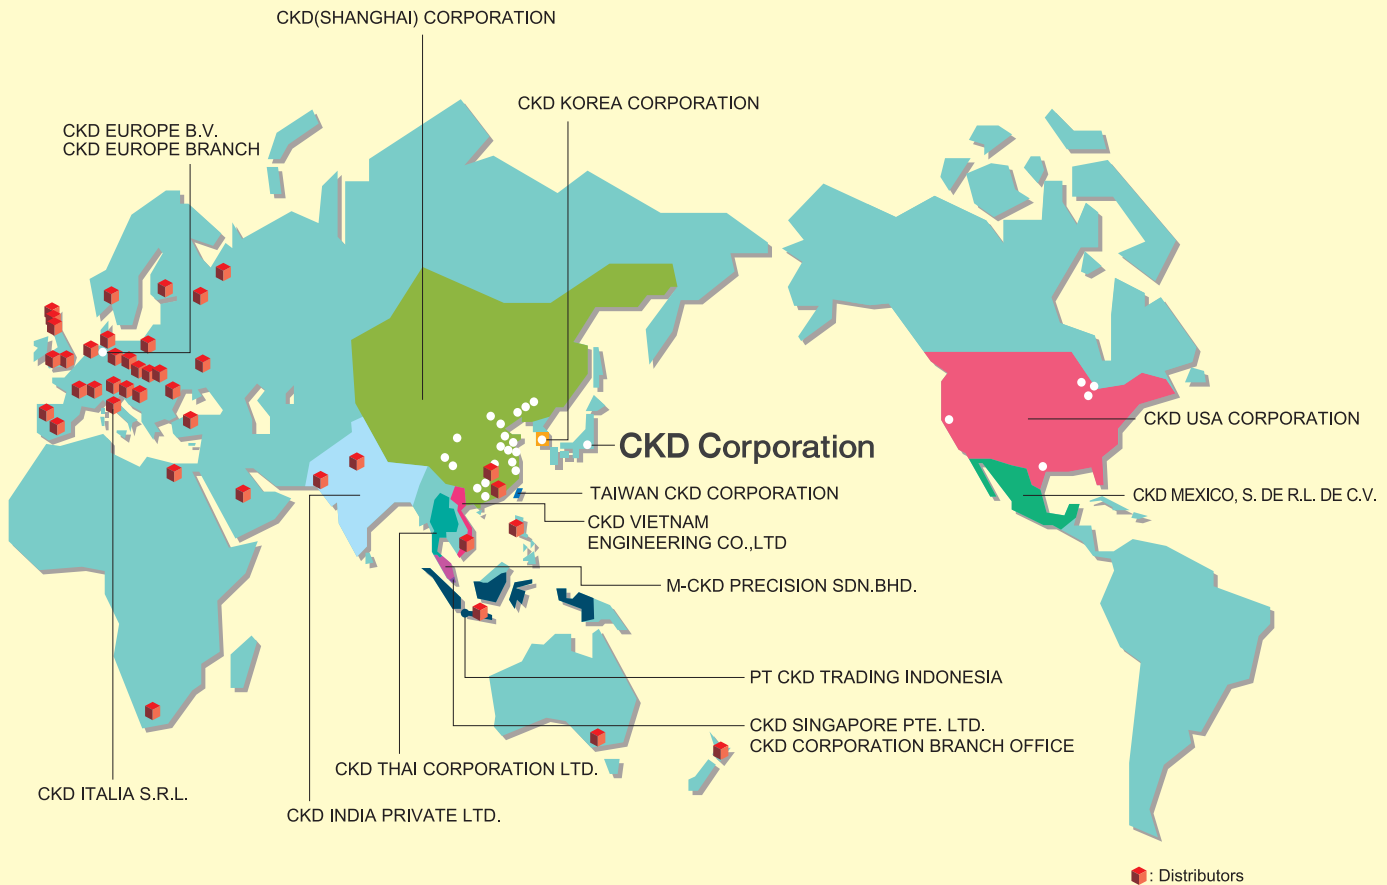 CKD(SHANGHAI) CORPORATION
CKD KOREA CORPORATION
CKD EUROPE B.V.
CKD EUROPE BRANCH
CKD USA CORPORATION
CKD Corporation
TAIWAN CKD CORPORATION
CKD MEXICO, S. DE R.L. DE C.V.
CKD VIETNAM
ENGINEERING CO.,LTD
M-CKD PRECISION SDN.BHD.
PT CKD TRADING INDONESIA
CKD SINGAPORE PTE. LTD.
CKD CORPORATION BRANCH OFFICE
CKD THAI CORPORATION LTD.
CKD ITALIA S.R.L.
CKD INDIA PRIVATE LTD.
: Distributors